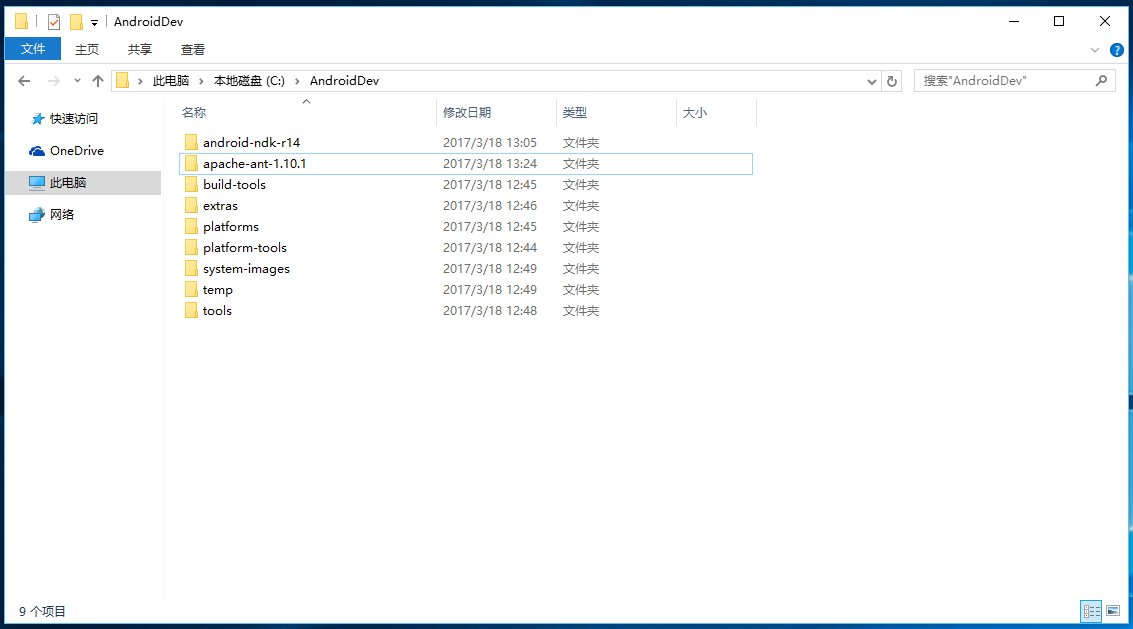 AndroidDev
文件 主页 共享 查看
此电脑 本地磁盘 (C:) AndroidDev 搜索"AndroidDev"
快速访问
OneDrive
此电脑
网络
名称 修改日期 类型 大小
android-ndk-r14 2017/3/18 13:05 文件夹
apache-ant-1.10.1 2017/3/18 13:24 文件夹
build-tools 2017/3/18 12:45 文件夹
extras 2017/3/18 12:46 文件夹
platforms 2017/3/18 12:45 文件夹
platform-tools 2017/3/18 12:44 文件夹
system-images 2017/3/18 12:49 文件夹
temp 2017/3/18 12:49 文件夹
tools 2017/3/18 12:48 文件夹
9 个项目